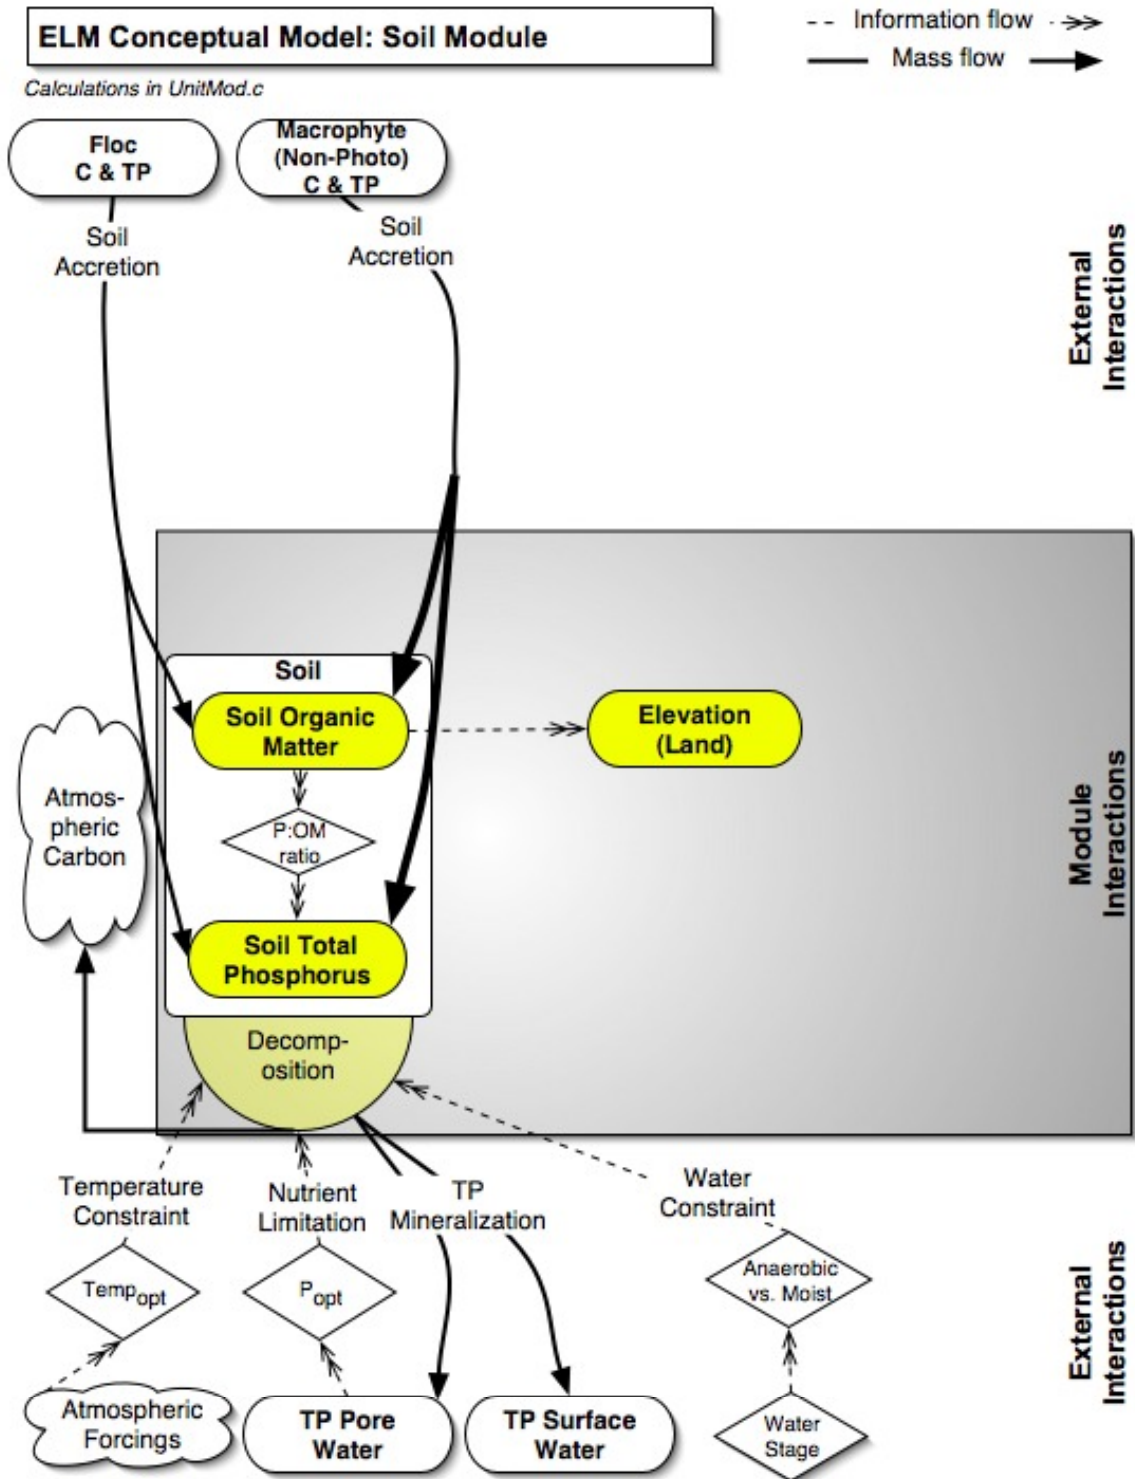 ELM Conceptual Model: Soil Module
Information flow
Mass flow
Calculations in UnitMod.c
Floc
C & TP
Macrophyte
(Non-Photo)
C & TP
Soil
Accretion
Soil
Accretion
External
Interactions
Soil
Soil Organic
Matter
Elevation
(Land)
P:OM
ratio
Atmos-
pheric
Carbon
Module
Interactions
Soil Total
Phosphorus
Decomp-
osition
Temperature
Constraint
Nutrient
Limitation
TP
Mineralization
Water
Constraint
Tempopt
Popt
Anaerobic
vs. Moist
External
Interactions
Atmospheric
Forcings
TP Pore
Water
TP Surface
Water
Water
Stage